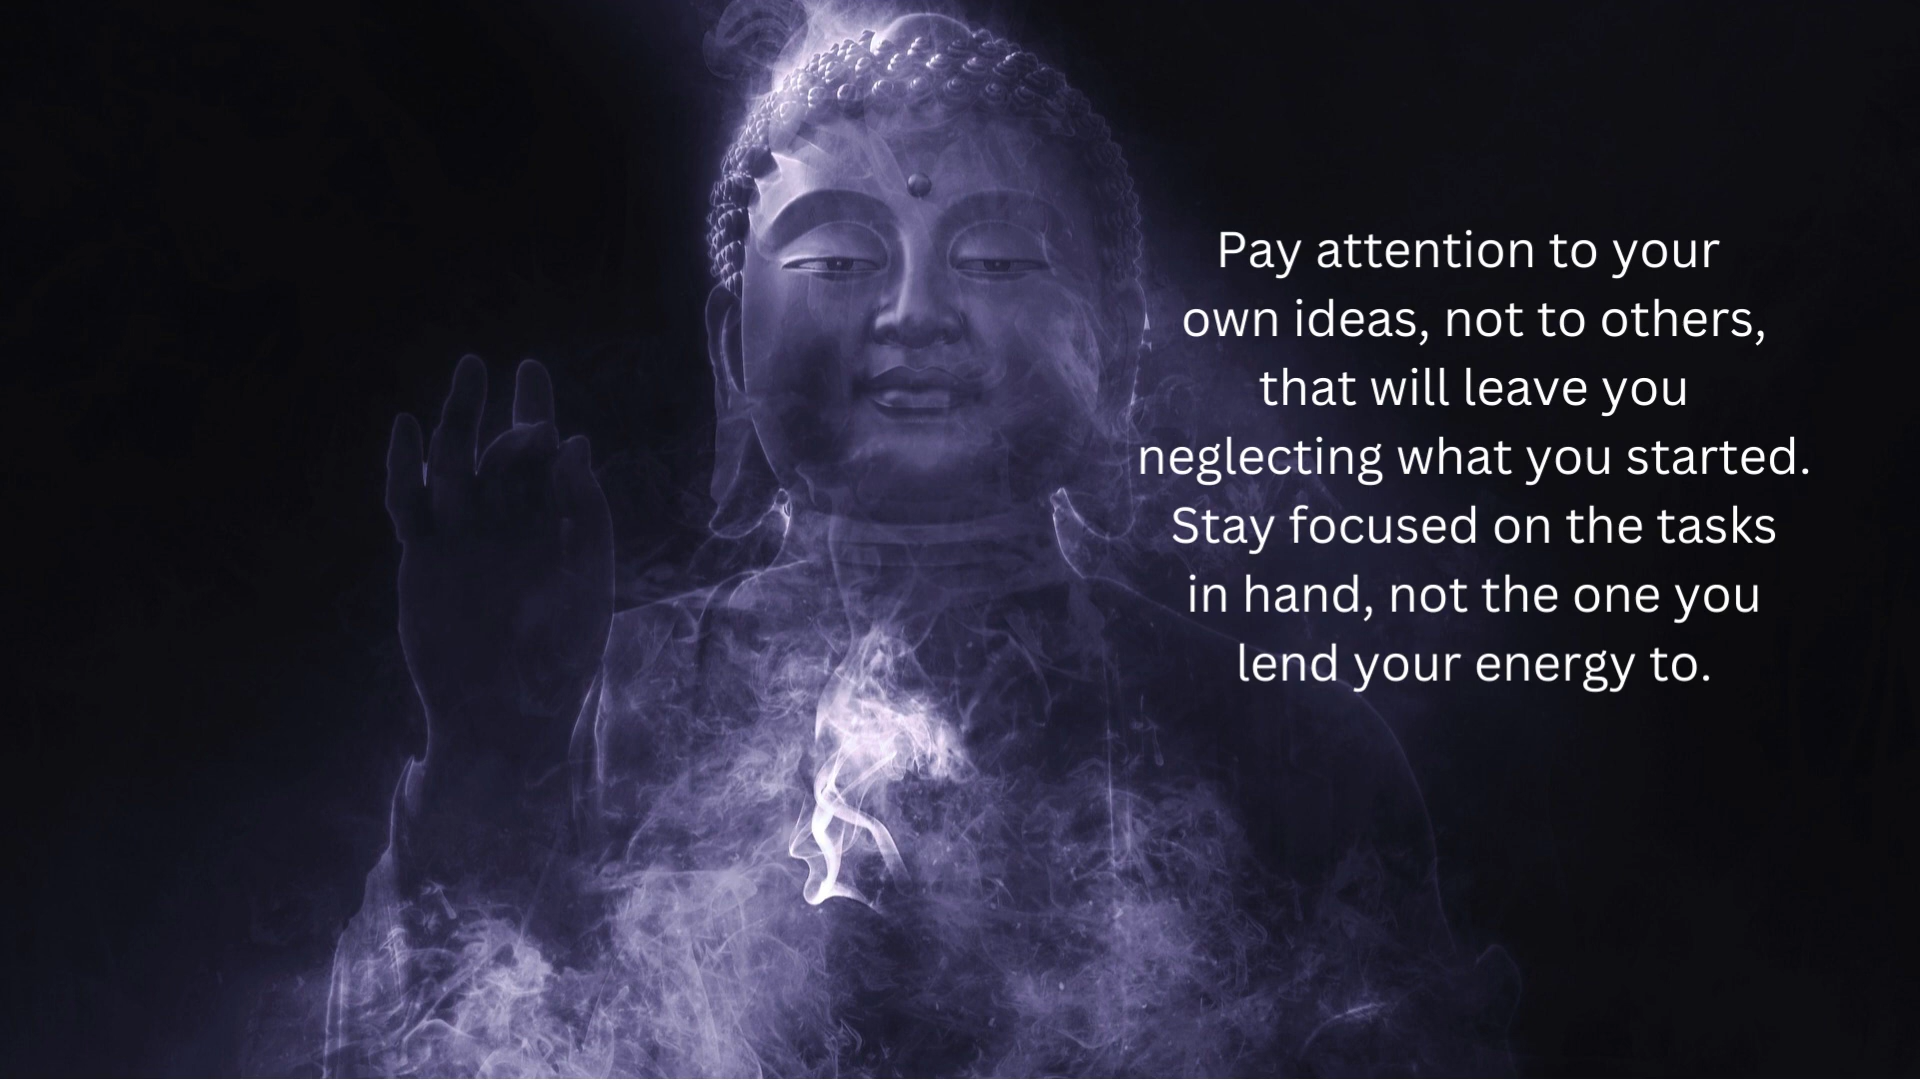 Pay attention to your
own ideas, not to others,
that will leave you
neglecting what you started.
Stay focused on the tasks
in hand, not the one you
lend your energy to.